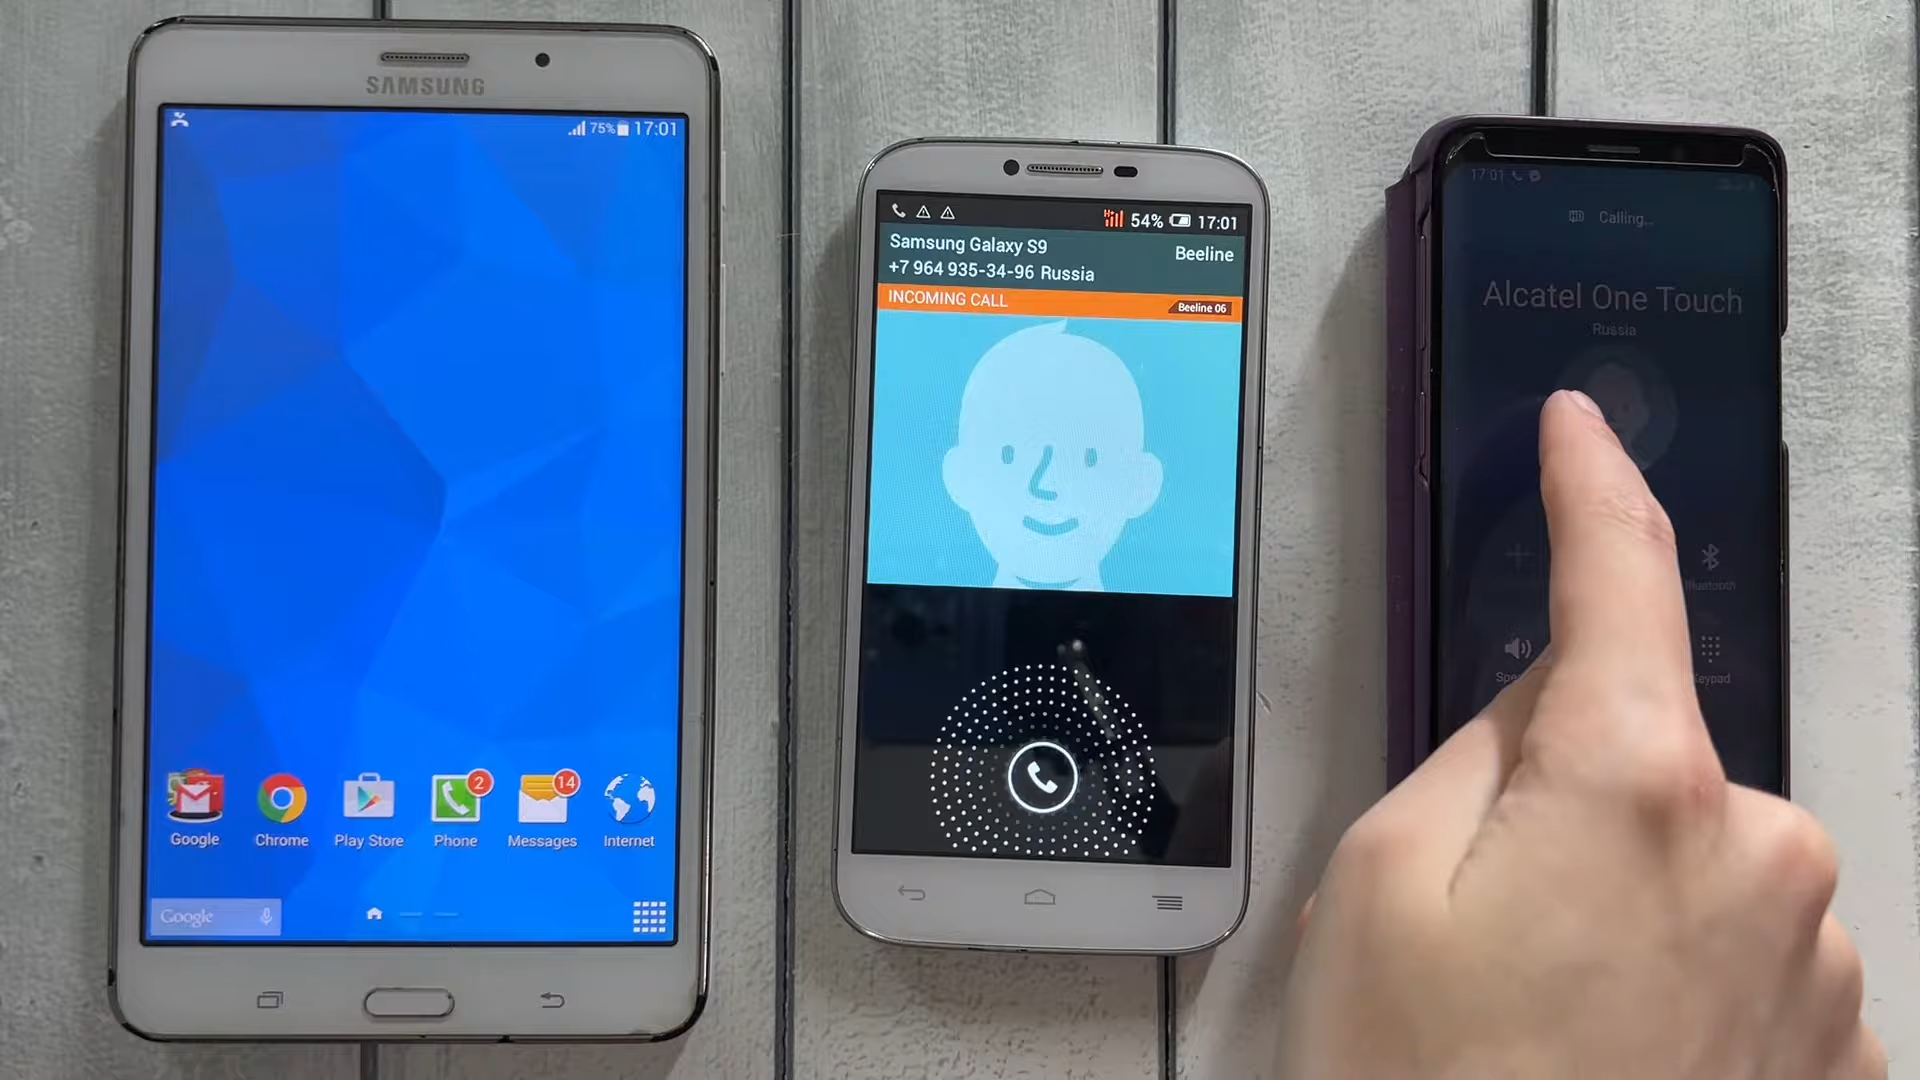 SAMSUNG
75% 17:01
Google
Chrome
Play Store
Phone
Messages
Internet
2
14
Google
54% 17:01
Samsung Galaxy S9
Beeline
+7 964 935-34-96 Russia
INCOMING CALL
Beeline 06
17:01
HD Calling...
Alcatel One Touch
Russia
Bluetooth
Keypad